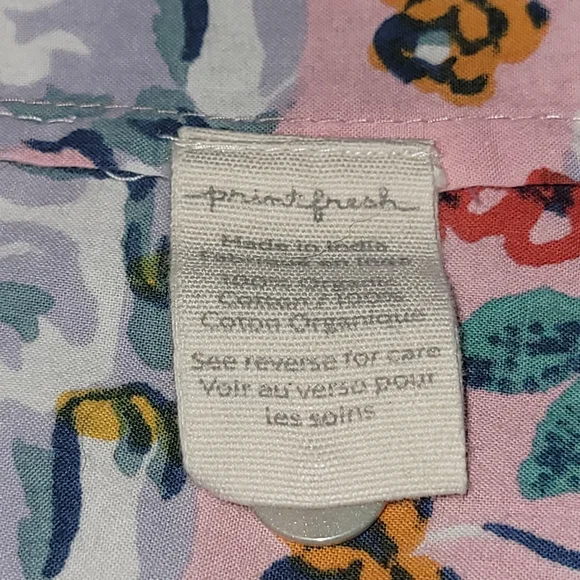 printfresh
Made in India
Fabriqué en Inde
100% Organic
Cotton / 100%
Coton Organique
See reverse for care
Voir au verso pour
les soins